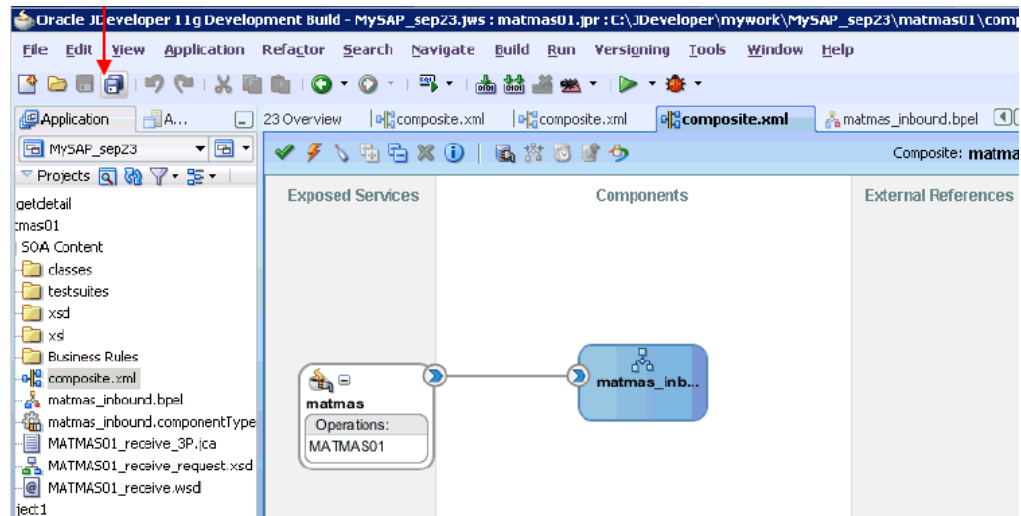 Oracle JDeveloper 11g Development Build - MySAP_sep23.jws : matmas01.jpr : C:\JDeveloper\mywork\MySAP_sep23\matmas01\comp
File Edit View Application Refactor Search Navigate Build Run Versioning Tools Window Help
Application A... 23 Overview composite.xml composite.xml composite.xml matmas_inbound.bpel
MySAP_sep23 Composite: matma
Projects
getdetail
tmas01
SOA Content
classes
testsuites
xsd
xsl
Business Rules
composite.xml
matmas_inbound.bpel
matmas_inbound.componentType
MATMAS01_receive_3P.jca
MATMAS01_receive_request.xsd
MATMAS01_receive.wsd
ject1
Exposed Services Components External References
matmas
Operations:
MATMAS01
matmas_inb...